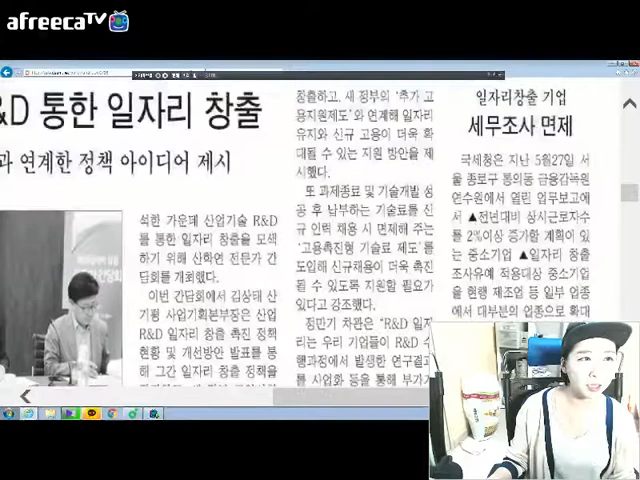 afreecaTV
&D 통한 일자리 창출
과 연계한 정책 아이디어 제시
석한 가운데 산업기술 R&D
를 통한 일자리 창출을 모색
하기 위해 산학연 전문가 간
담회를 개최했다.
이번 간담회에서 김상태 산
기평 사업기획본부장은 산업
R&D 일자리 창출 촉진 정책
현황 및 개선방안 발표를 통
해 그간 일자리 창출 정책을
창출하고, 새 정부의 '추가 고
용지원제도'와 연계해 일자리
유지와 신규 고용이 더욱 확
대될 수 있는 지원 방안을 제
시했다.
또 과제종료 및 기술개발 성
공 후 납부하는 기술료를 신
규 인력 채용 시 면제해 주는
'고용촉진형 기술료 제도'를
도입해 신규채용이 더욱 촉진
될 수 있도록 지원할 필요가
있다고 강조했다.
정만기 차관은 "R&D 일자
리는 우리 기업들이 R&D 수
행과정에서 발생한 연구결과
를 사업화 등을 통해 부가가
일자리창출 기업
세무조사 면제
국세청은 지난 5월27일 서
울 종로구 통의동 금융감독원
연수원에서 열린 업무보고에
서 ▲전년대비 상시근로자수
를 2%이상 증가할 계획이 있
는 중소기업 ▲일자리 창출
조사유예 적용대상 중소기업
을 현행 제조업 등 일부 업종
에서 대부분의 업종으로 확대